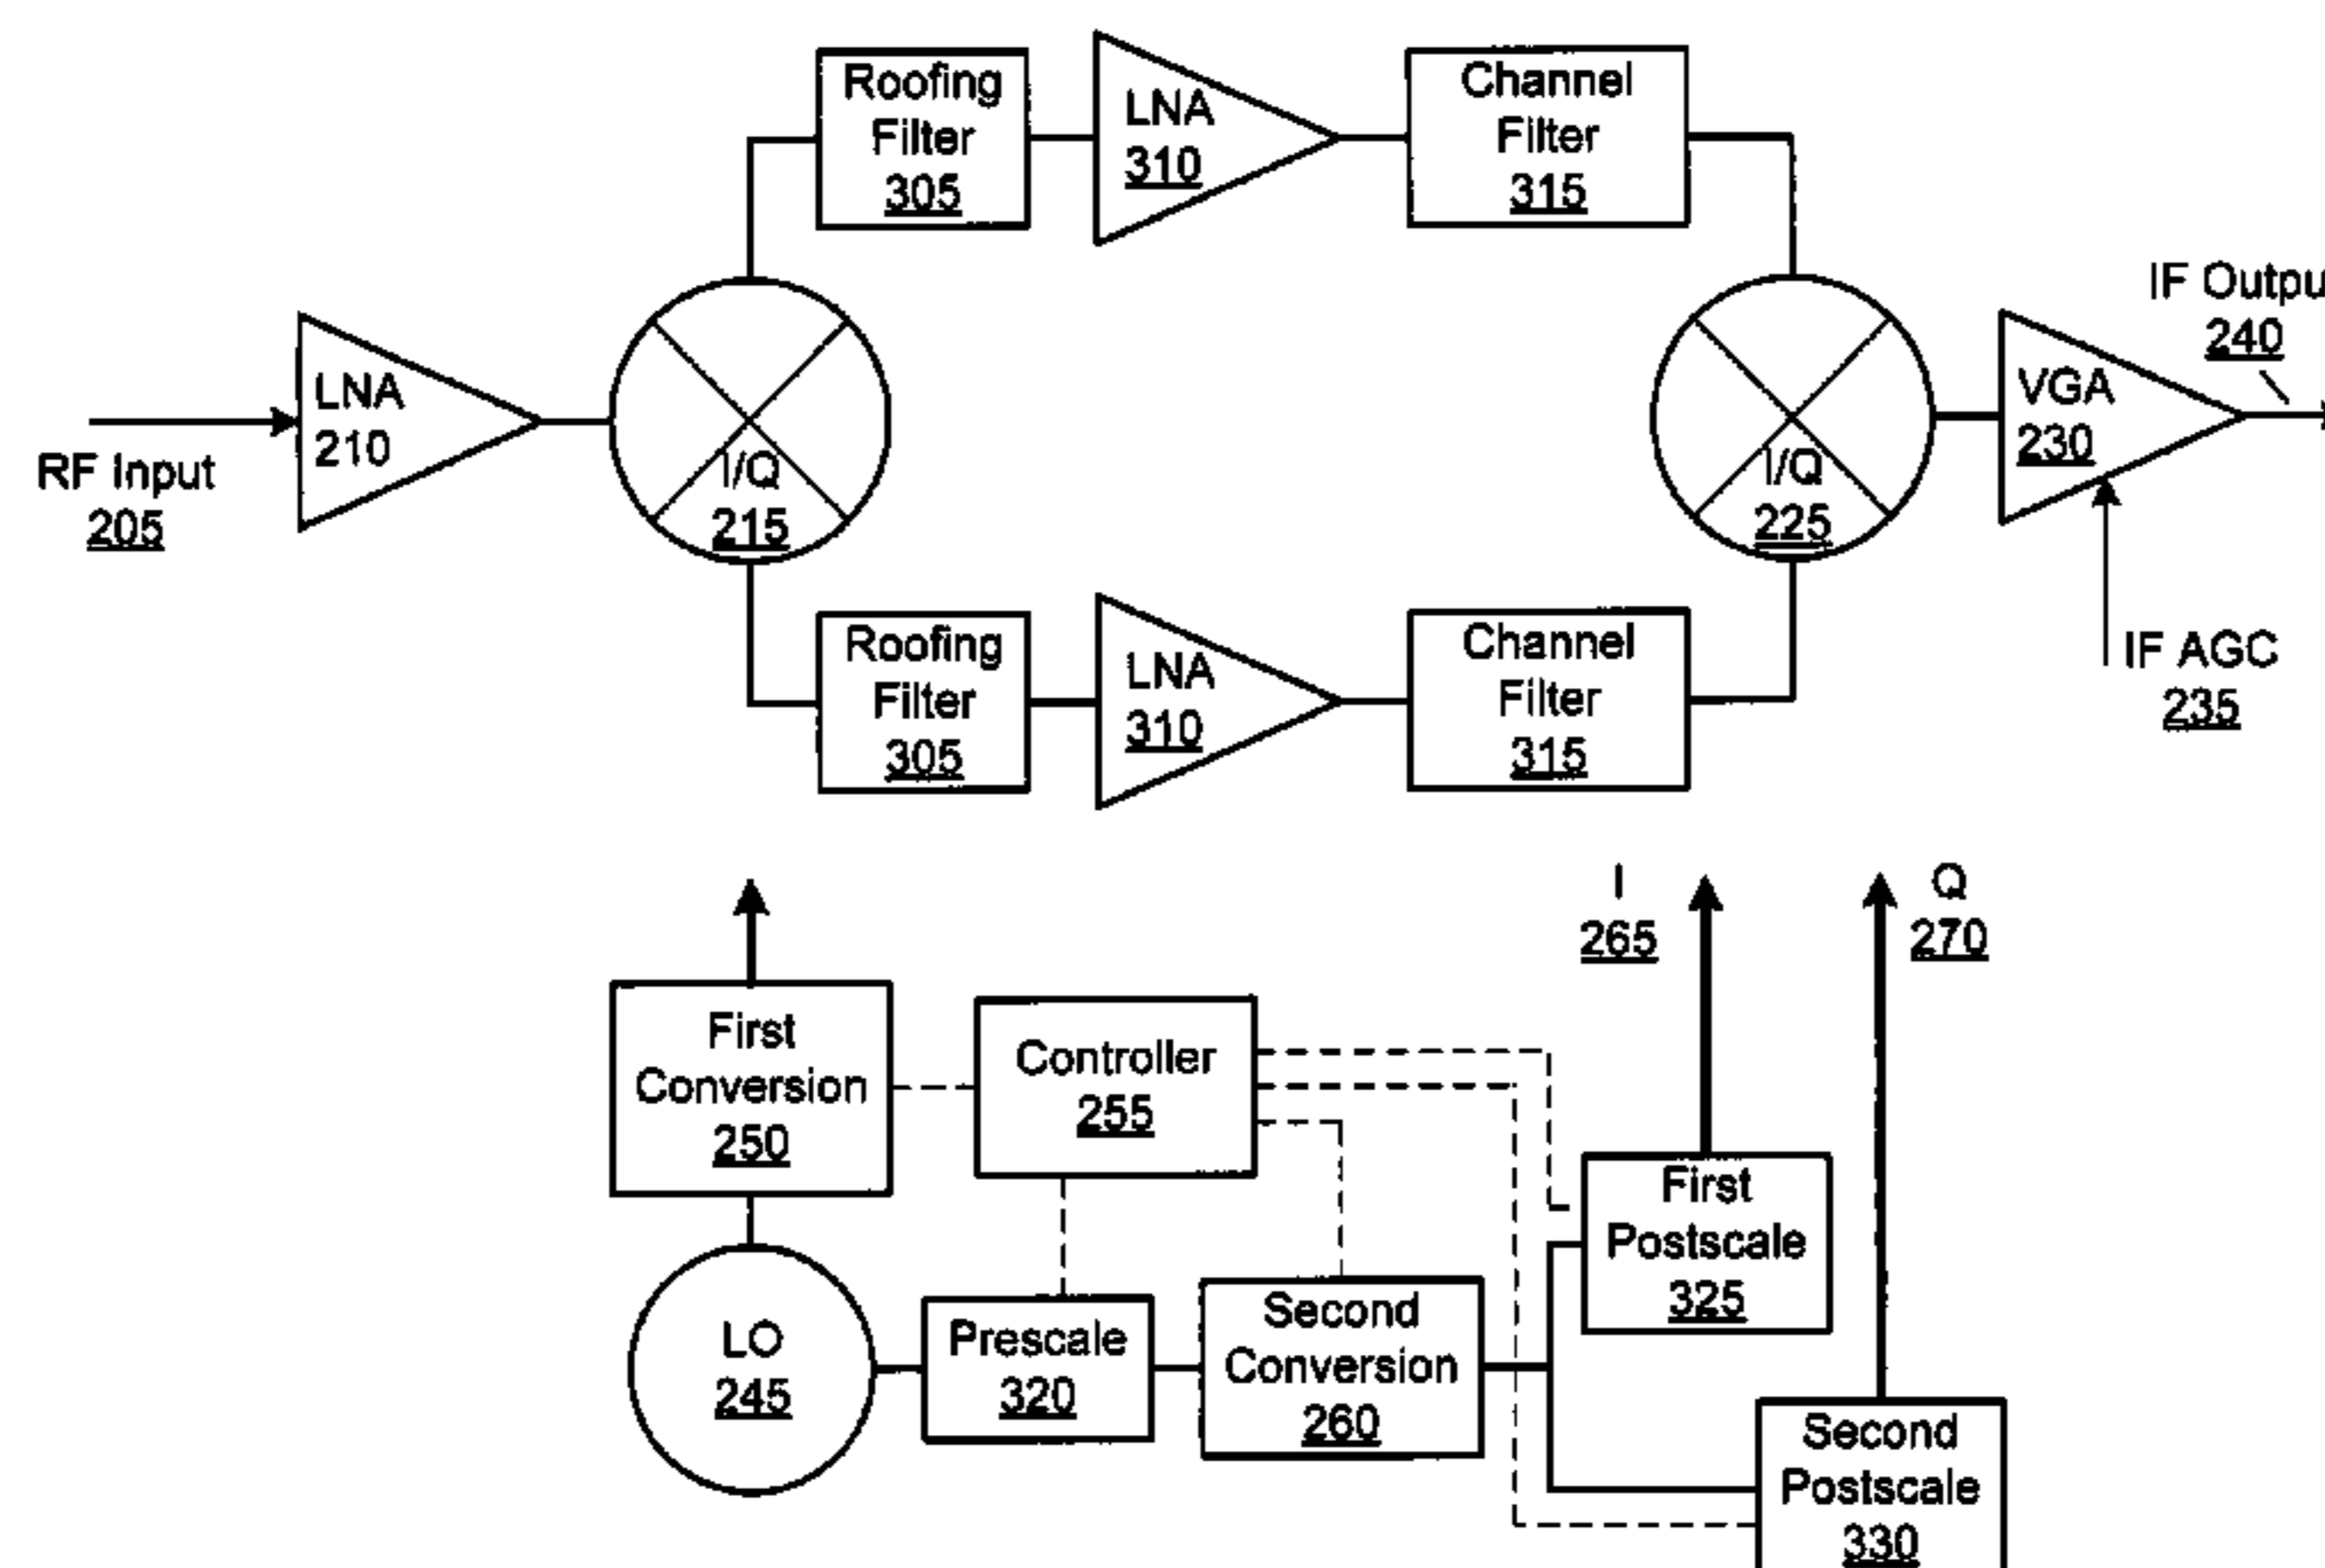 Roofing
Filter
305
LNA
310
Channel
Filter
315
RF Input
205
LNA
210
I/Q
215
I/Q
225
VGA
230
IF Outpu
240
IF AGC
235
Roofing
Filter
305
LNA
310
Channel
Filter
315
I
265
Q
270
First
Conversion
250
Controller
255
First
Postscale
325
LO
245
Prescale
320
Second
Conversion
260
Second
Postscale
330